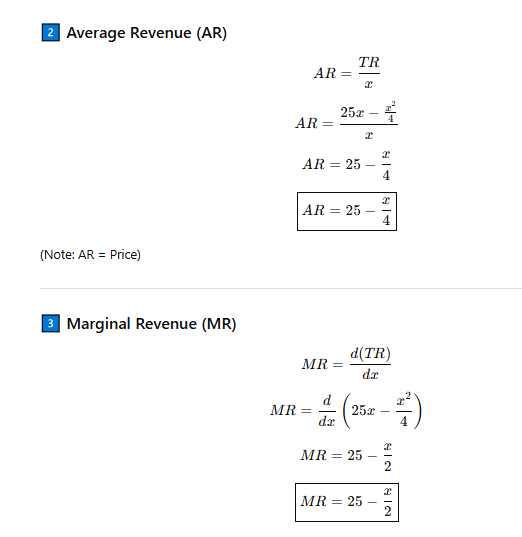 2 Average Revenue (AR)
AR = TR/x
AR = (25x − x²/4)/x
AR = 25 − x/4
AR = 25 − x/4
(Note: AR = Price)
3 Marginal Revenue (MR)
MR = d(TR)/dx
MR = d/dx (25x − x²/4)
MR = 25 − x/2
MR = 25 − x/2